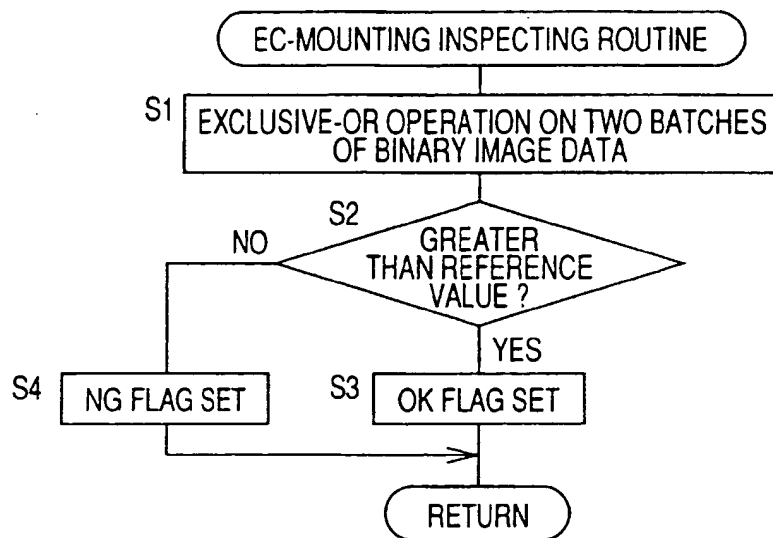 EC-MOUNTING INSPECTING ROUTINE
S1
EXCLUSIVE-OR OPERATION ON TWO BATCHES
OF BINARY IMAGE DATA
S2
NO
GREATER
THAN REFERENCE
VALUE ?
YES
S4
NG FLAG SET
S3
OK FLAG SET
RETURN